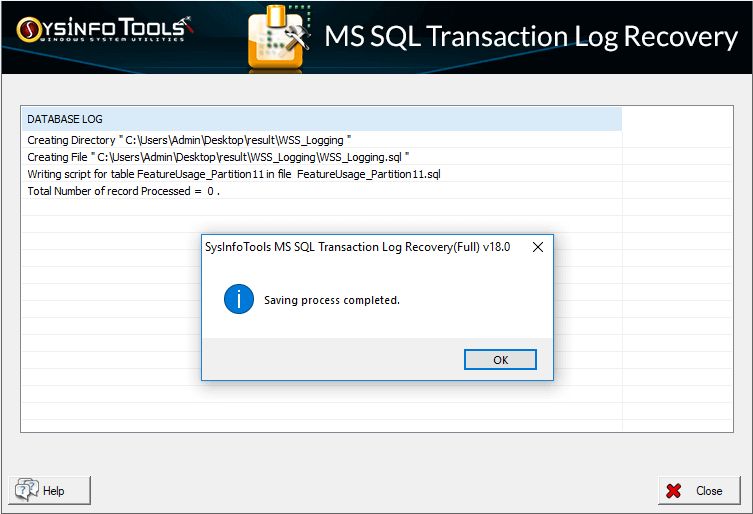 SYSINFOTOOLS
WINDOWS SYSTEM UTILITIES
MS SQL Transaction Log Recovery
DATABASE LOG
Creating Directory " C:\Users\Admin\Desktop\result\WSS_Logging "
Creating File " C:\Users\Admin\Desktop\result\WSS_Logging\WSS_Logging.sql "
Writing script for table FeatureUsage_Partition11 in file FeatureUsage_Partition11.sql
Total Number of record Processed = 0 .
SysInfoTools MS SQL Transaction Log Recovery(Full) v18.0
Saving process completed.
OK
Help
Close